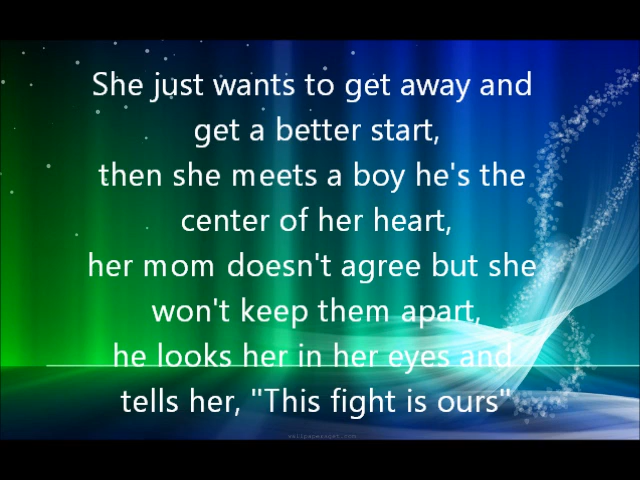 She just wants to get away and
get a better start,
then she meets a boy he's the
center of her heart,
her mom doesn't agree but she
won't keep them apart,
he looks her in her eyes and
tells her, "This fight is ours"